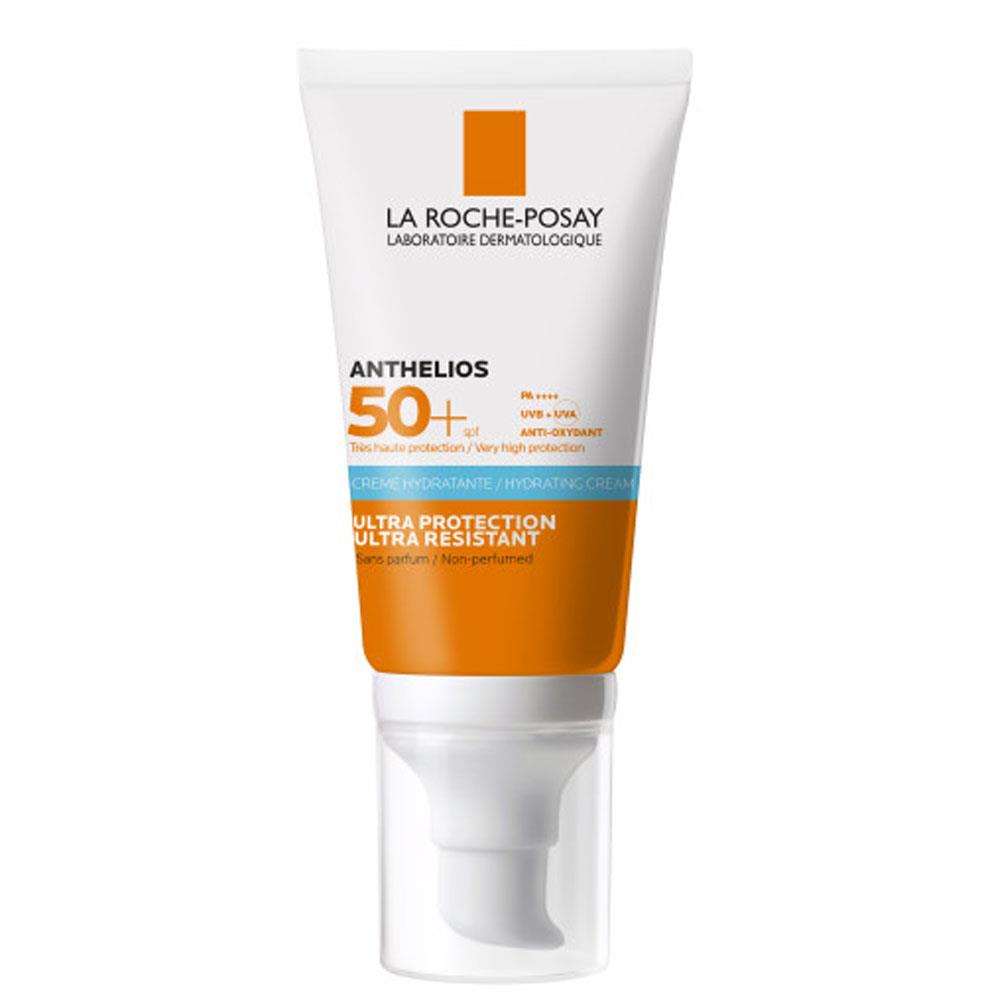 LA ROCHE-POSAY
LABORATOIRE DERMATOLOGIQUE
ANTHELIOS
50+ spf
PA ++++
UVB + UVA
ANTI-OXYDANT
Très haute protection / Very high protection
CRÈME HYDRATANTE / HYDRATING CREAM
ULTRA PROTECTION
ULTRA RESISTANT
Sans parfum / Non-perfumed